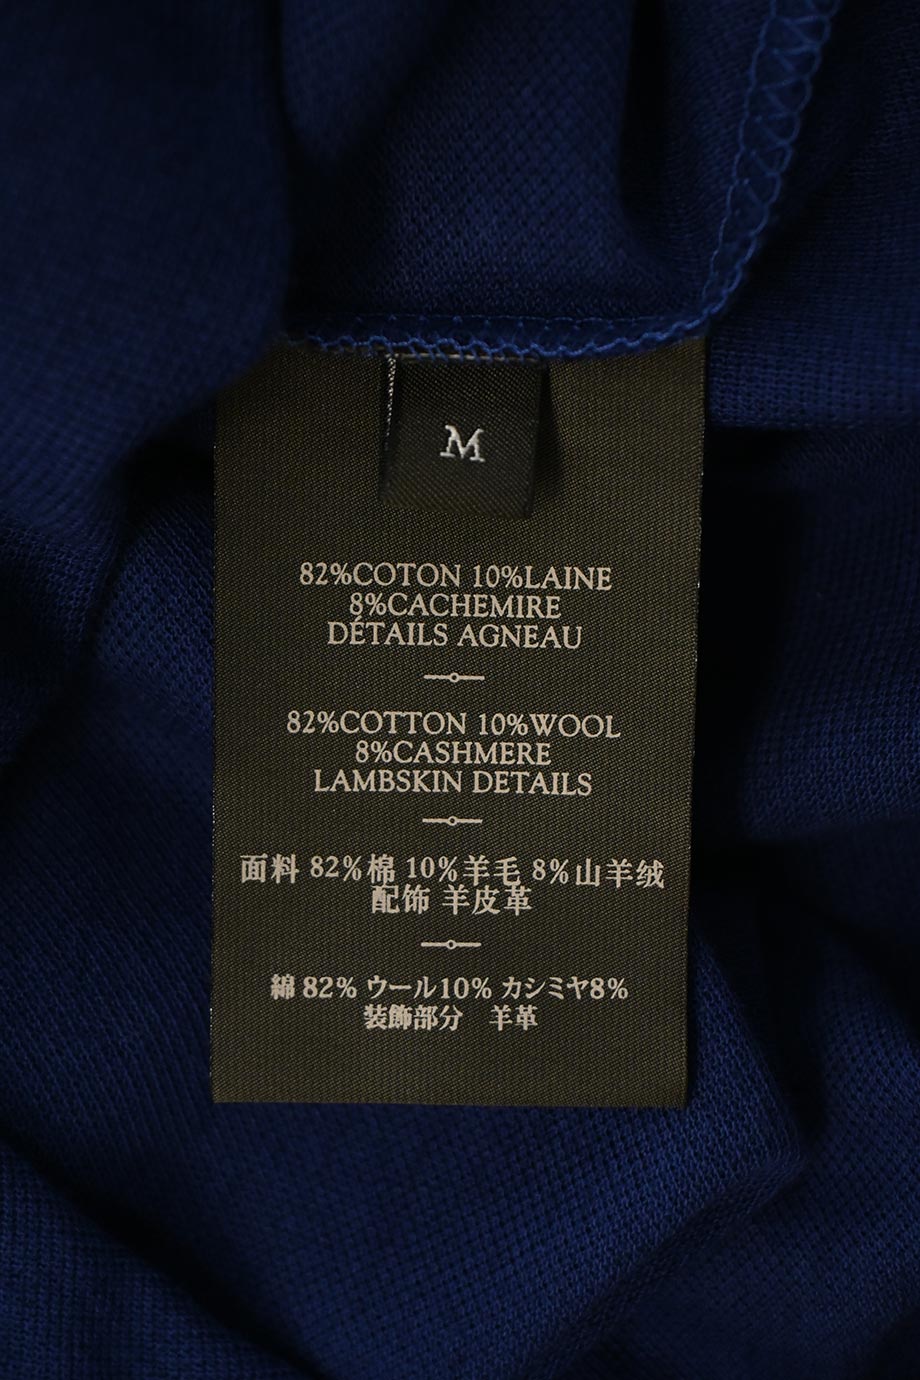 M
82%COTON 10%LAINE
8%CACHEMIRE
DÉTAILS AGNEAU
82%COTTON 10%WOOL
8%CASHMERE
LAMBSKIN DETAILS
面料 82%棉 10%羊毛 8%山羊绒
配饰 羊皮革
綿 82% ウール10% カシミヤ8%
装飾部分　羊革